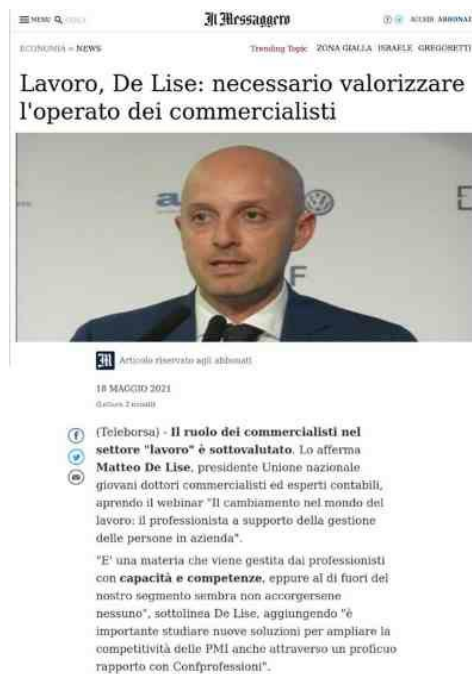 MENU
Il Messaggero
ACCEDI ABBONATI
ECONOMIA > NEWS
Trending Topic ZONA GIALLA ISRAELE GREGORETTI
Lavoro, De Lise: necessario valorizzare
l'operato dei commercialisti
F
M Articolo riservato agli abbonati
18 MAGGIO 2021
(Lettura 2 minuti)
(Teleborsa) - Il ruolo dei commercialisti nel
settore "lavoro" è sottovalutato. Lo afferma
Matteo De Lise, presidente Unione nazionale
giovani dottori commercialisti ed esperti contabili,
aprendo il webinar "Il cambiamento nel mondo del
lavoro: il professionista a supporto della gestione
delle persone in azienda".
"E' una materia che viene gestita dai professionisti
con capacità e competenze, eppure al di fuori del
nostro segmento sembra non accorgersene
nessuno", sottolinea De Lise, aggiungendo "è
importante studiare nuove soluzioni per ampliare la
competitività delle PMI anche attraverso un proficuo
rapporto con Confprofessioni".